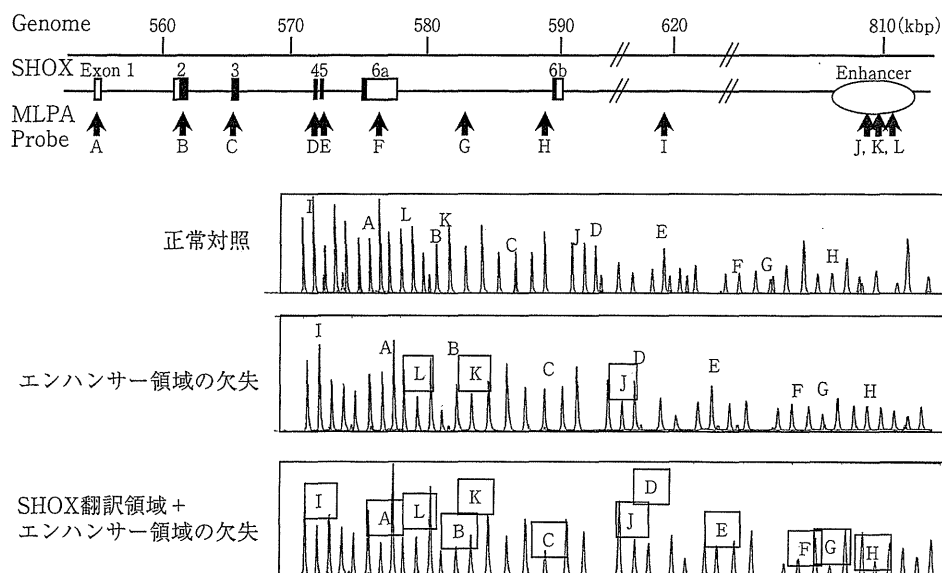 Genome 560 570 580 590 620 810(kbp)
SHOX Exon 1 2 3 45 6a 6b Enhancer
MLPA
Probe A B C DE F G H I J, K, L
正常対照 I A L B K C J D E F G H
エンハンサー領域の欠失 I A L B K C J D E F G H
SHOX翻訳領域＋
エンハンサー領域の欠失 I A L B K C J D E F G H